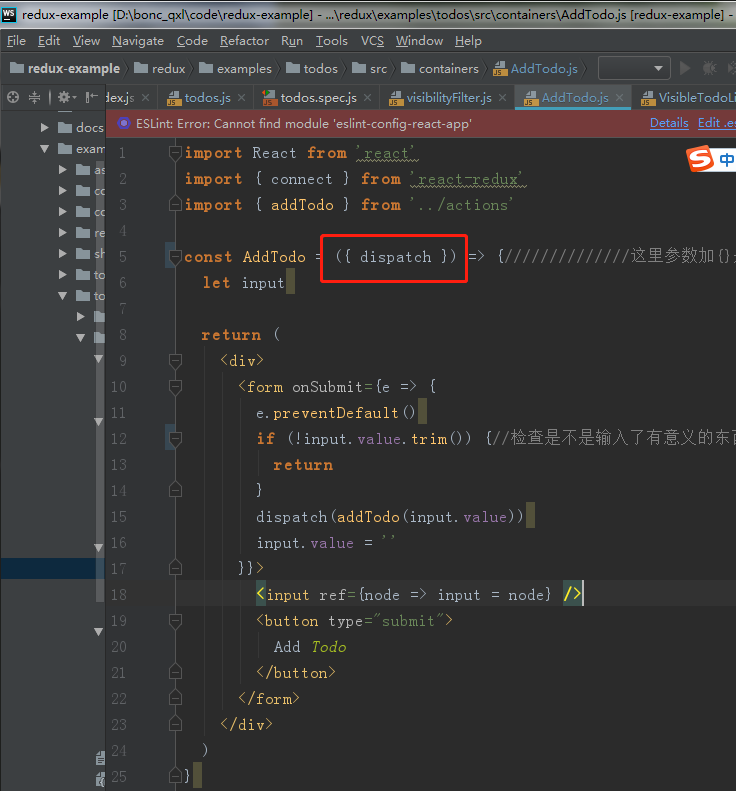 redux-example [D:\bonc_qxl\code\redux-example] - ...\redux\examples\todos\src\containers\AddTodo.js [redux-example] -
File Edit View Navigate Code Refactor Run Tools VCS Window Help
redux-example redux examples todos src containers AddTodo.js
dex.js todos.js todos.spec.js visibilityFilter.js AddTodo.js VisibleTodoLi
ESLint: Error: Cannot find module 'eslint-config-react-app' Details Edit .es
docs
exam
as
co
co
re
sh
to
to
1 import React from 'react'
2 import { connect } from 'react-redux'
3 import { addTodo } from '../actions'
4
5 const AddTodo = ({ dispatch }) => {//////////////这里参数加{}
6 let input
7
8 return (
9 <div>
10 <form onSubmit={e => {
11 e.preventDefault()
12 if (!input.value.trim()) {//检查是不是输入了有意义的东西
13 return
14 }
15 dispatch(addTodo(input.value))
16 input.value = ''
17 }}>
18 <input ref={node => input = node} />
19 <button type="submit">
20 Add Todo
21 </button>
22 </form>
23 </div>
24 )
25 }
S 中